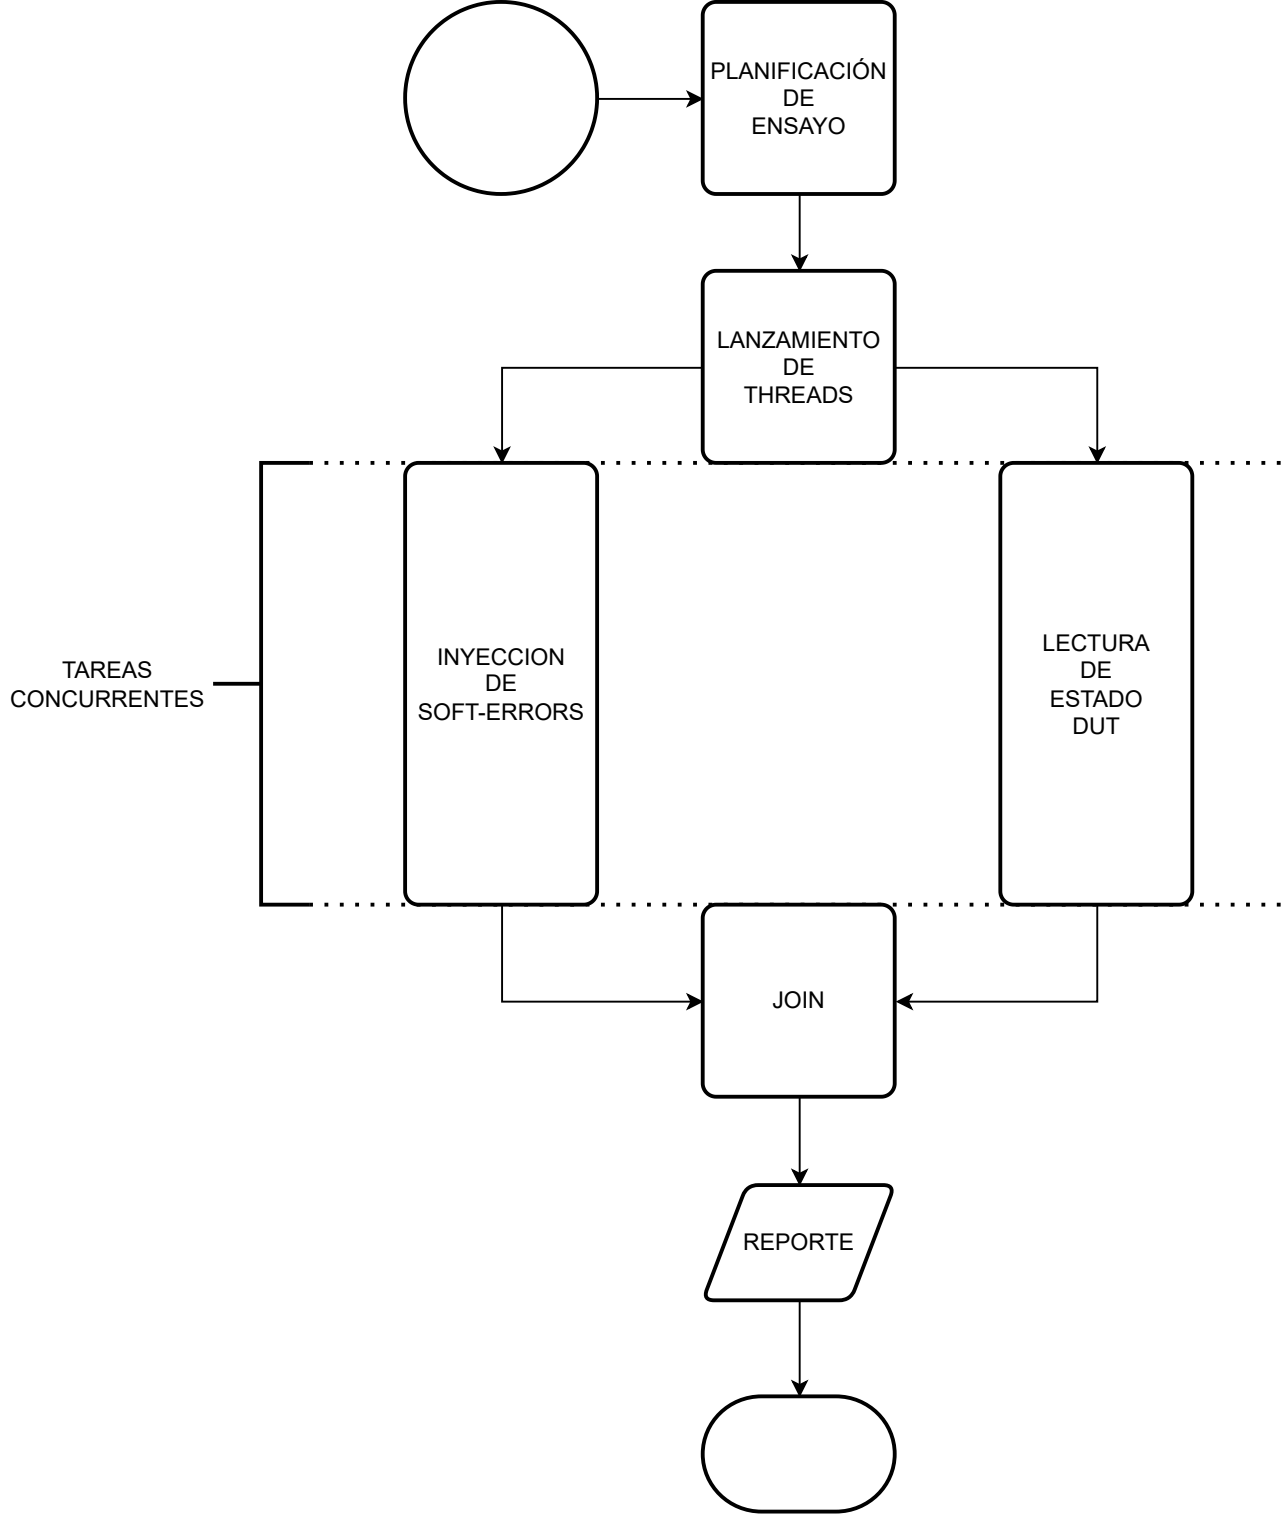 PLANIFICACIÓN
DE
ENSAYO
LANZAMIENTO
DE
THREADS
TAREAS
CONCURRENTES
INYECCION
DE
SOFT-ERRORS
LECTURA
DE
ESTADO
DUT
JOIN
REPORTE